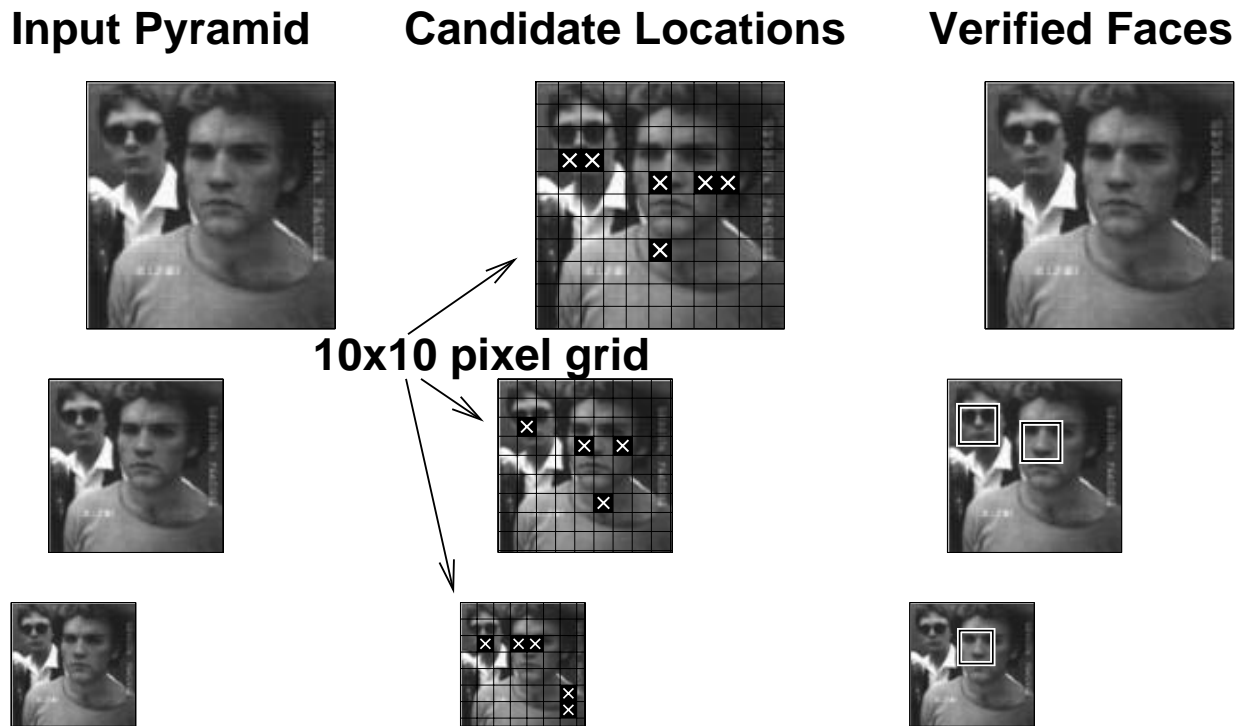 Input Pyramid
Candidate Locations
Verified Faces
10x10 pixel grid